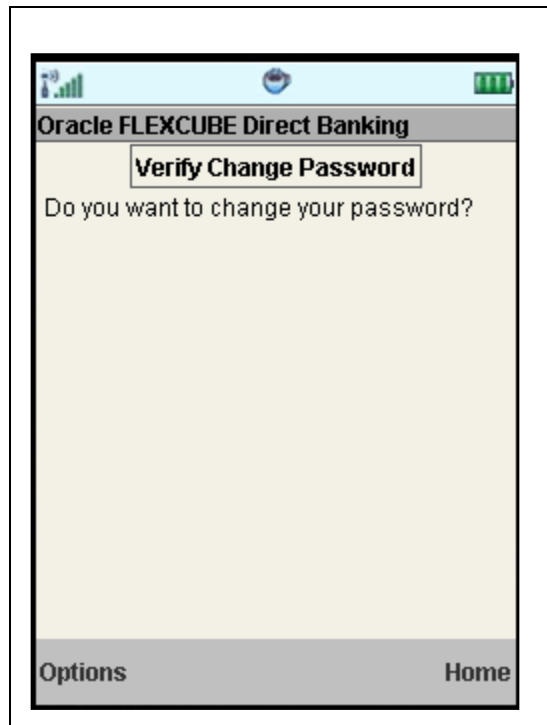 Oracle FLEXCUBE Direct Banking
Verify Change Password
Do you want to change your password?
Options Home